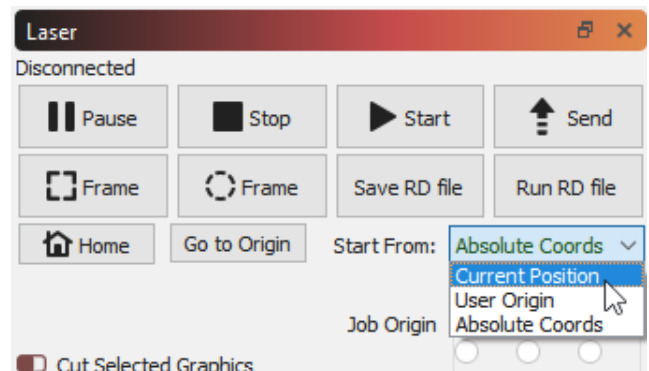 Laser
Disconnected
Pause Stop Start Send
Frame Frame Save RD file Run RD file
Home Go to Origin Start From: Absolute Coords
Current Position
User Origin
Job Origin Absolute Coords
Cut Selected Graphics